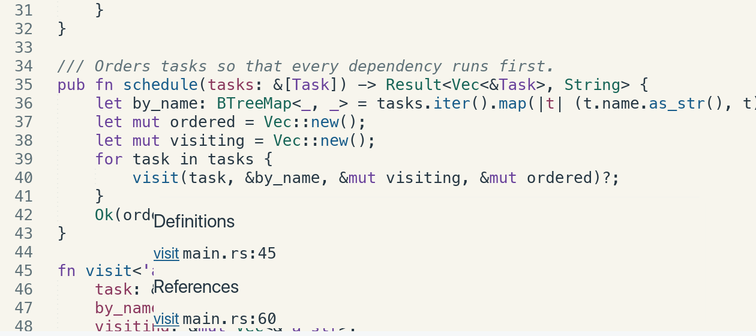 31     }
32 }
33
34 /// Orders tasks so that every dependency runs first.
35 pub fn schedule(tasks: &[Task]) -> Result<Vec<&Task>, String> {
36     let by_name: BTreeMap<_, _> = tasks.iter().map(|t| (t.name.as_str(), t)
37     let mut ordered = Vec::new();
38     let mut visiting = Vec::new();
39     for task in tasks {
40         visit(task, &by_name, &mut visiting, &mut ordered)?;
41     }
42     Ok(ord
Definitions
43 }
44
visit main.rs:45
45 fn visit<'a
46     task:
References
47     by_name
48     visiting
visit main.rs:60